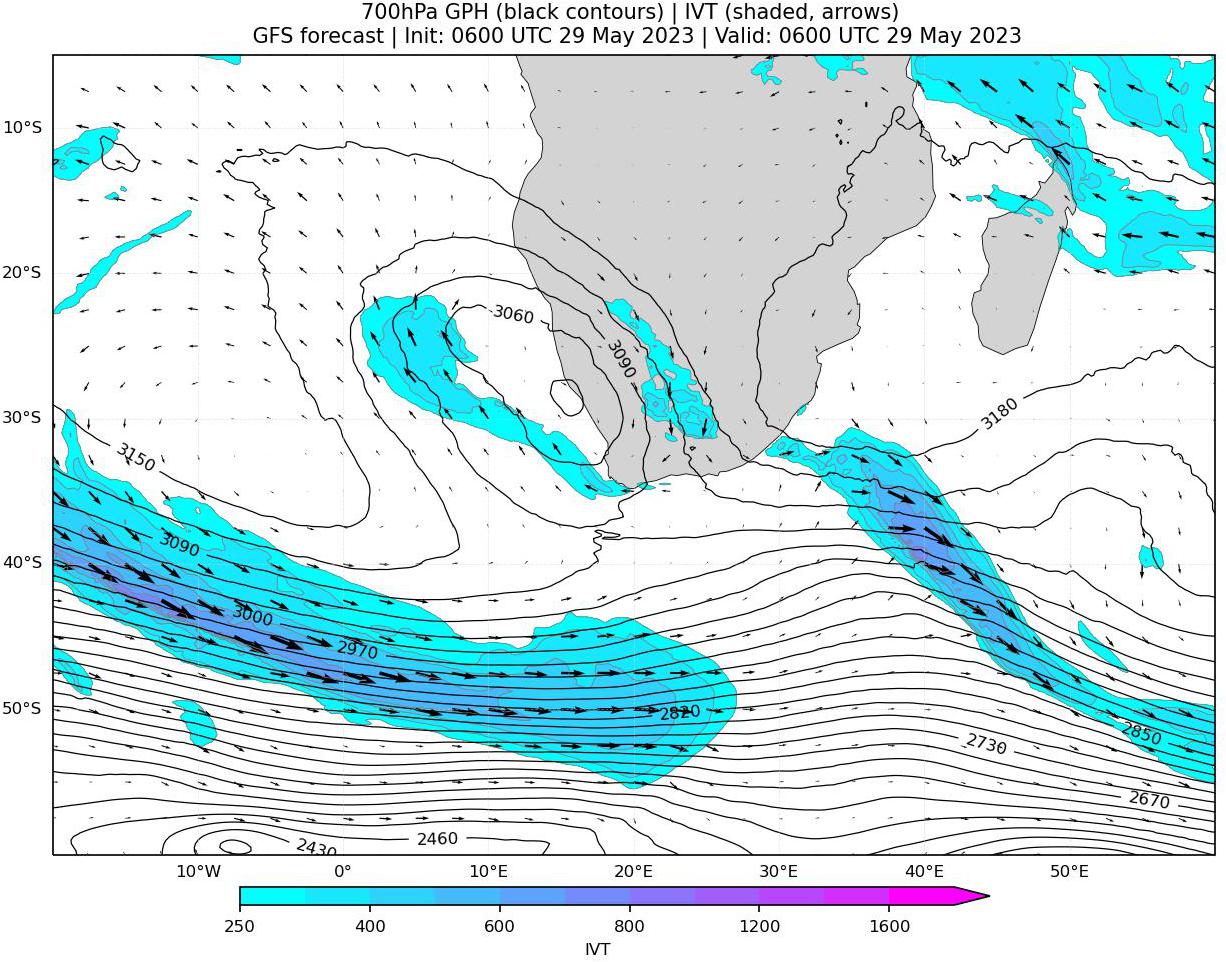 700hPa GPH (black contours) | IVT (shaded, arrows)
GFS forecast | Init: 0600 UTC 29 May 2023 | Valid: 0600 UTC 29 May 2023
10°S
20°S
3060
3090
30°S
3180
3150
3090
40°S
3000
2970
50°S
2820
2850
2730
2670
2460
2430
10°W
0°
10°E
20°E
30°E
40°E
50°E
250
400
600
800
1200
1600
IVT